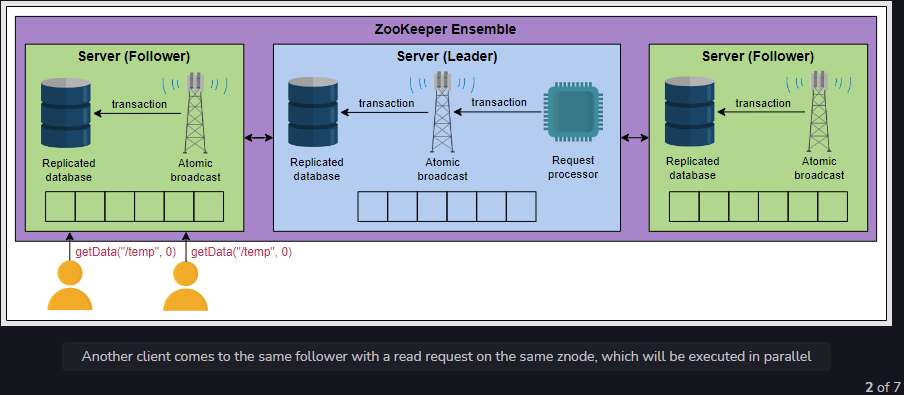 ZooKeeper Ensemble
Server (Follower)
transaction
Replicated
database
Atomic
broadcast
Server (Leader)
transaction
transaction
Replicated
database
Atomic
broadcast
Request
processor
Server (Follower)
transaction
Replicated
database
Atomic
broadcast
getData("/temp", 0)
getData("/temp", 0)
Another client comes to the same follower with a read request on the same znode, which will be executed in parallel
2 of 7